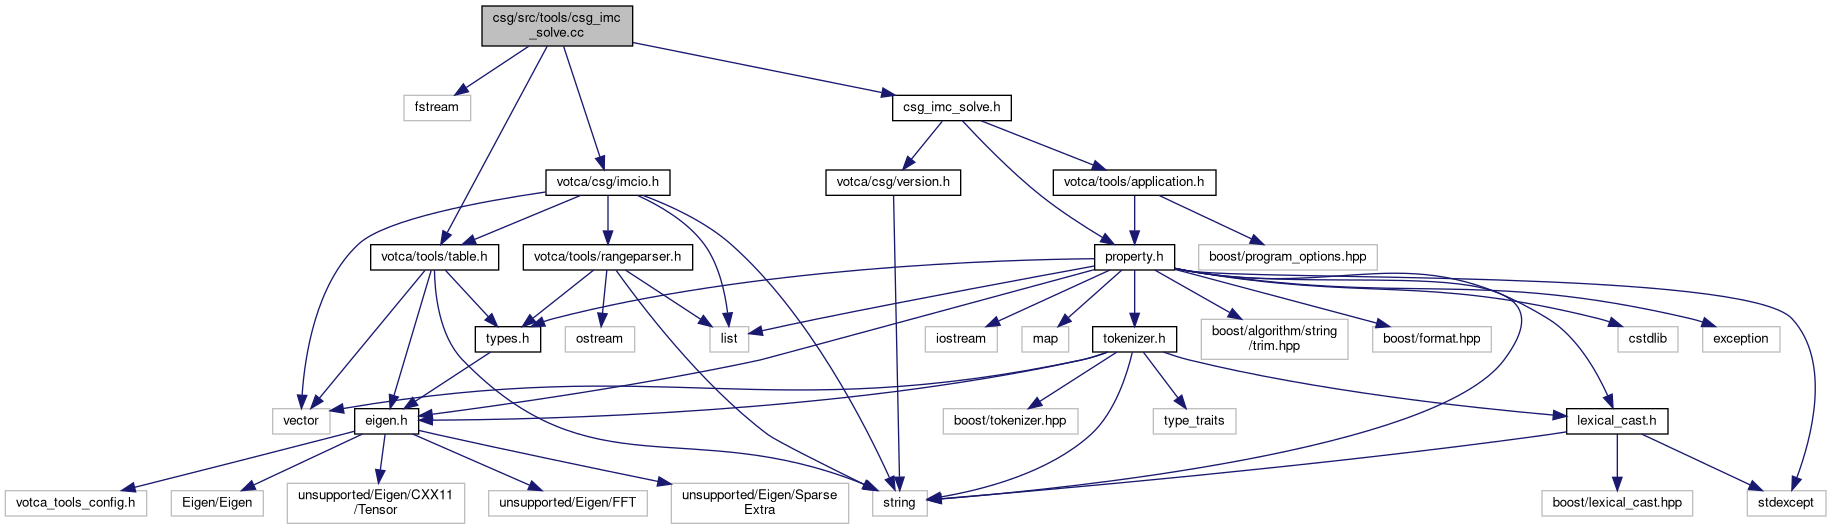 csg/src/tools/csg_imc
_solve.cc
fstream
csg_imc_solve.h
votca/csg/imcio.h
votca/csg/version.h
votca/tools/application.h
votca/tools/table.h
votca/tools/rangeparser.h
property.h
boost/program_options.hpp
types.h
ostream
list
iostream
map
tokenizer.h
boost/algorithm/string
/trim.hpp
boost/format.hpp
cstdlib
exception
vector
eigen.h
boost/tokenizer.hpp
type_traits
lexical_cast.h
votca_tools_config.h
Eigen/Eigen
unsupported/Eigen/CXX11
/Tensor
unsupported/Eigen/FFT
unsupported/Eigen/Sparse
Extra
string
boost/lexical_cast.hpp
stdexcept